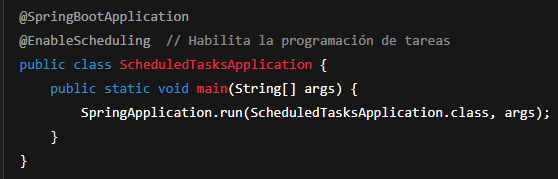 @SpringBootApplication
@EnableScheduling  // Habilita la programación de tareas
public class ScheduledTasksApplication {
    public static void main(String[] args) {
        SpringApplication.run(ScheduledTasksApplication.class, args);
    }
}